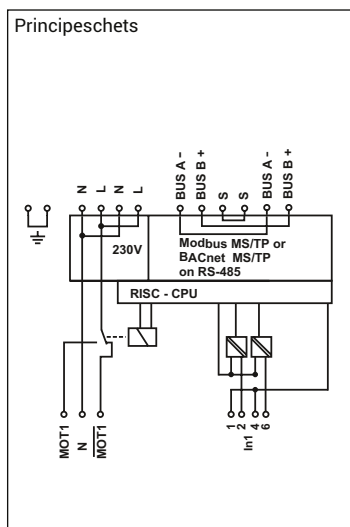 Principeschets
N L N L BUS A - BUS B + S S BUS A - BUS B +
230V
Modbus MS/TP or
BACnet MS/TP
on RS-485
RISC - CPU
MOT1 N MOT1 1 2 4 6
In1